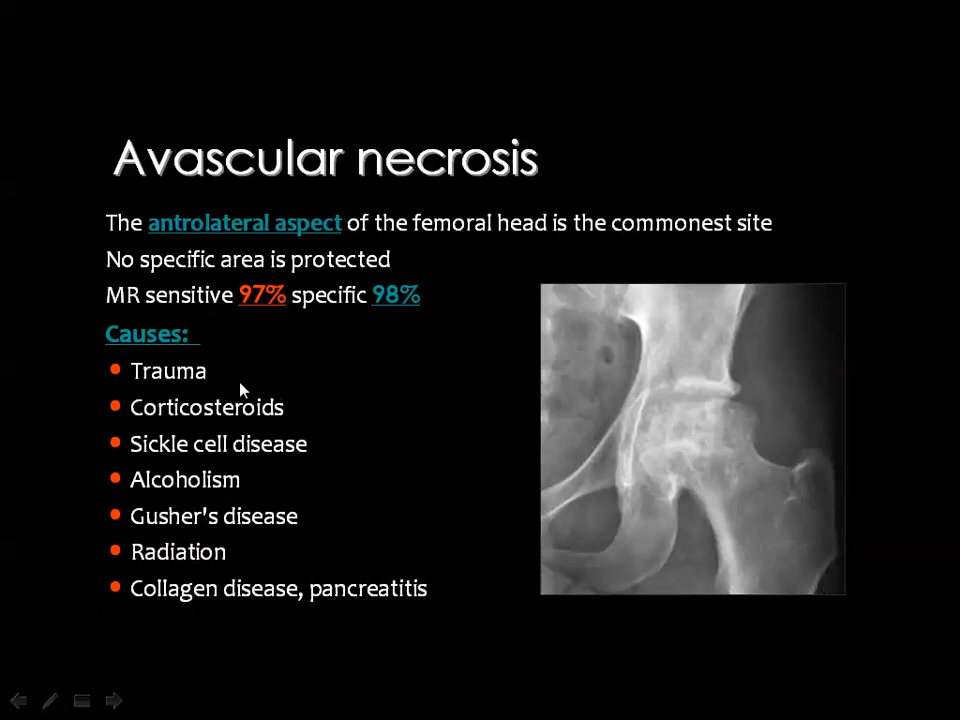 Avascular necrosis
The antrolateral aspect of the femoral head is the commonest site
No specific area is protected
MR sensitive 97% specific 98%
Causes:
• Trauma
• Corticosteroids
• Sickle cell disease
• Alcoholism
• Gusher's disease
• Radiation
• Collagen disease, pancreatitis